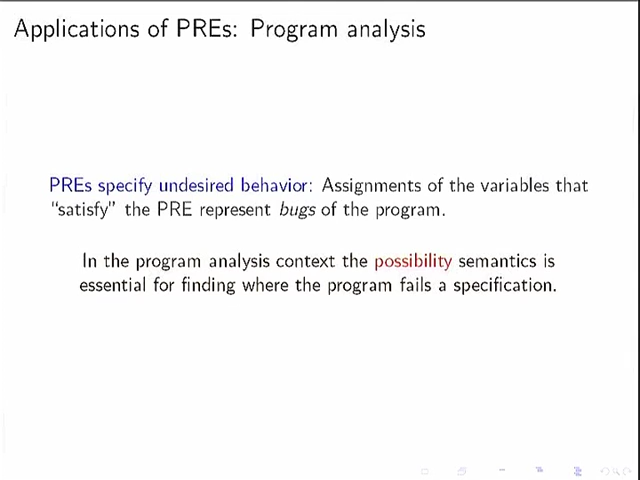 Applications of PREs: Program analysis
PREs specify undesired behavior: Assignments of the variables that
“satisfy” the PRE represent bugs of the program.
In the program analysis context the possibility semantics is
essential for finding where the program fails a specification.